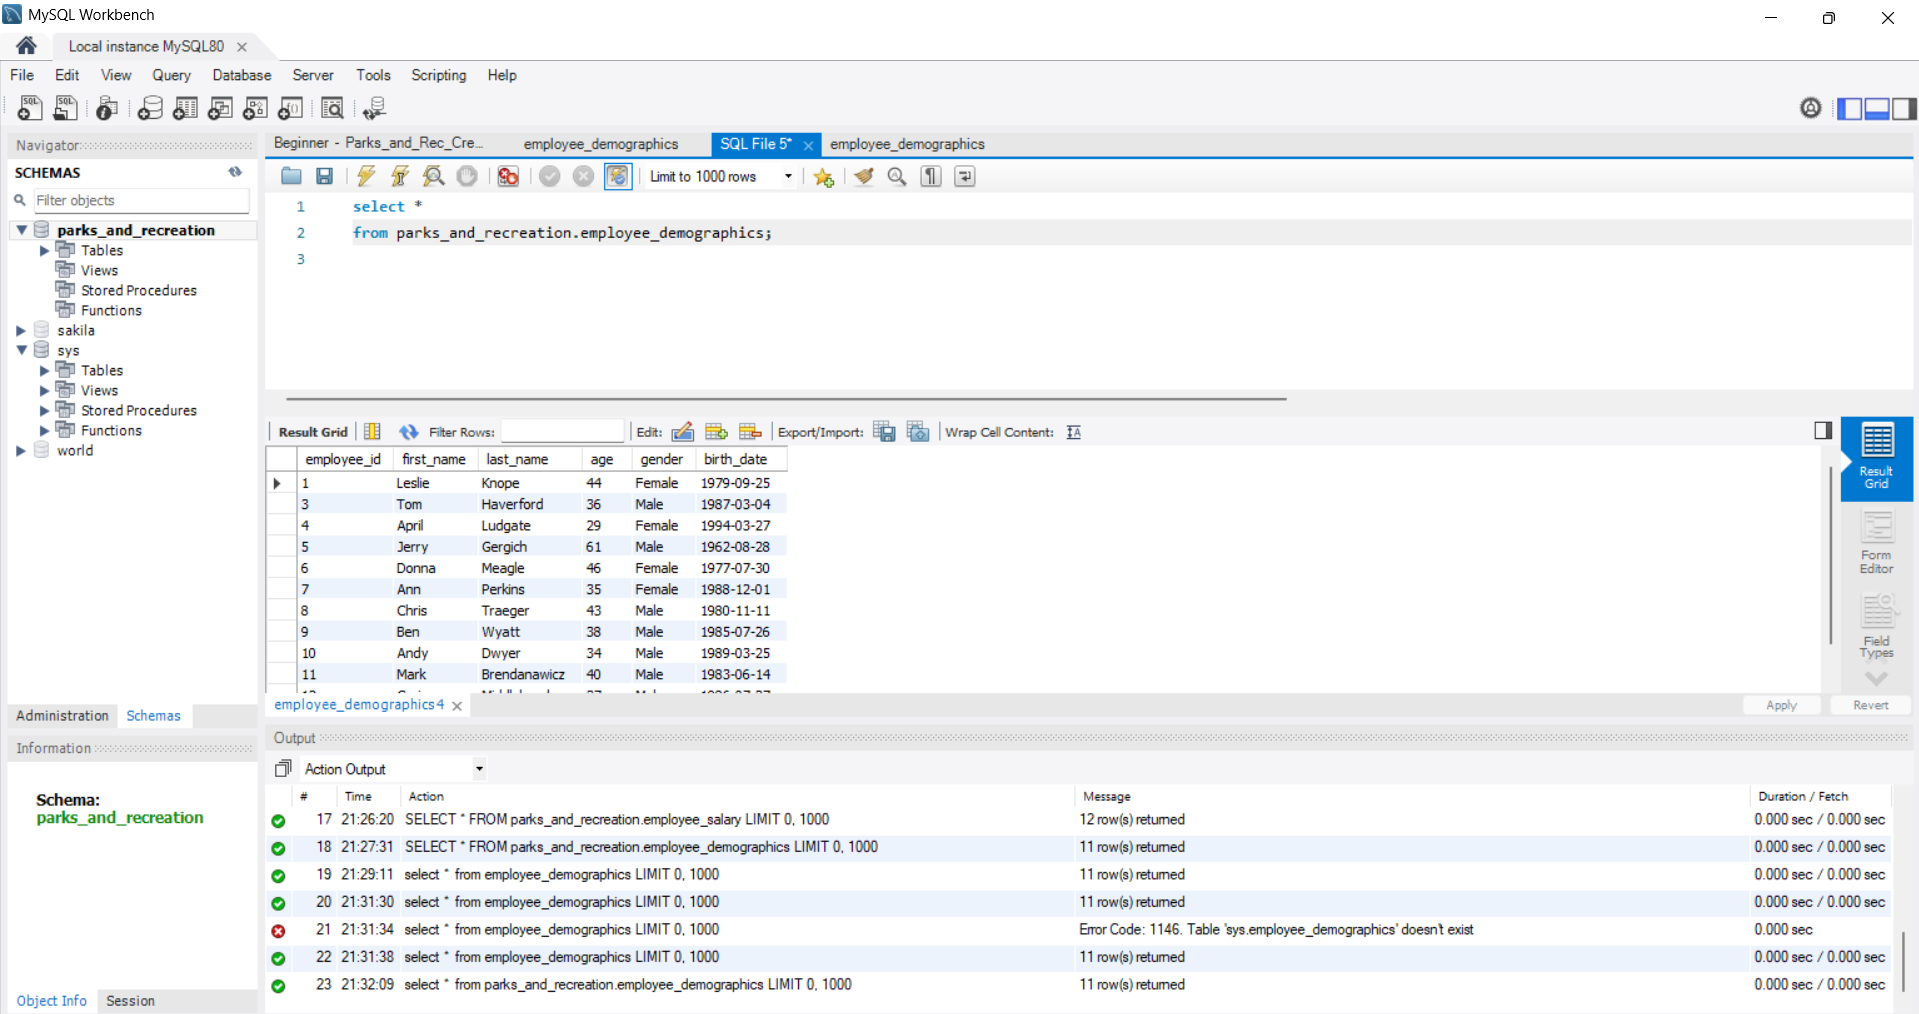 MySQL Workbench
Local instance MySQL80
File Edit View Query Database Server Tools Scripting Help
Navigator
SCHEMAS
Filter objects
parks_and_recreation
Tables
Views
Stored Procedures
Functions
sakila
sys
Tables
Views
Stored Procedures
Functions
world
Administration Schemas
Information
Schema:
parks_and_recreation
Object Info Session
Beginner - Parks_and_Rec_Cre... employee_demographics SQL File 5* employee_demographics
Limit to 1000 rows
1 select *
2 from parks_and_recreation.employee_demographics;
3
Result Grid Filter Rows: Edit: Export/Import: Wrap Cell Content:
employee_id first_name last_name age gender birth_date
1 Leslie Knope 44 Female 1979-09-25
3 Tom Haverford 36 Male 1987-03-04
4 April Ludgate 29 Female 1994-03-27
5 Jerry Gergich 61 Male 1962-08-28
6 Donna Meagle 46 Female 1977-07-30
7 Ann Perkins 35 Female 1988-12-01
8 Chris Traeger 43 Male 1980-11-11
9 Ben Wyatt 38 Male 1985-07-26
10 Andy Dwyer 34 Male 1989-03-25
11 Mark Brendanawicz 40 Male 1983-06-14
Result
Grid
Form
Editor
Field
Types
employee_demographics 4
Apply Revert
Output
Action Output
# Time Action Message Duration / Fetch
17 21:26:20 SELECT * FROM parks_and_recreation.employee_salary LIMIT 0, 1000 12 row(s) returned 0.000 sec / 0.000 sec
18 21:27:31 SELECT * FROM parks_and_recreation.employee_demographics LIMIT 0, 1000 11 row(s) returned 0.000 sec / 0.000 sec
19 21:29:11 select * from employee_demographics LIMIT 0, 1000 11 row(s) returned 0.000 sec / 0.000 sec
20 21:31:30 select * from employee_demographics LIMIT 0, 1000 11 row(s) returned 0.000 sec / 0.000 sec
21 21:31:34 select * from employee_demographics LIMIT 0, 1000 Error Code: 1146. Table 'sys.employee_demographics' doesn't exist 0.000 sec
22 21:31:38 select * from employee_demographics LIMIT 0, 1000 11 row(s) returned 0.000 sec / 0.000 sec
23 21:32:09 select * from parks_and_recreation.employee_demographics LIMIT 0, 1000 11 row(s) returned 0.000 sec / 0.000 sec